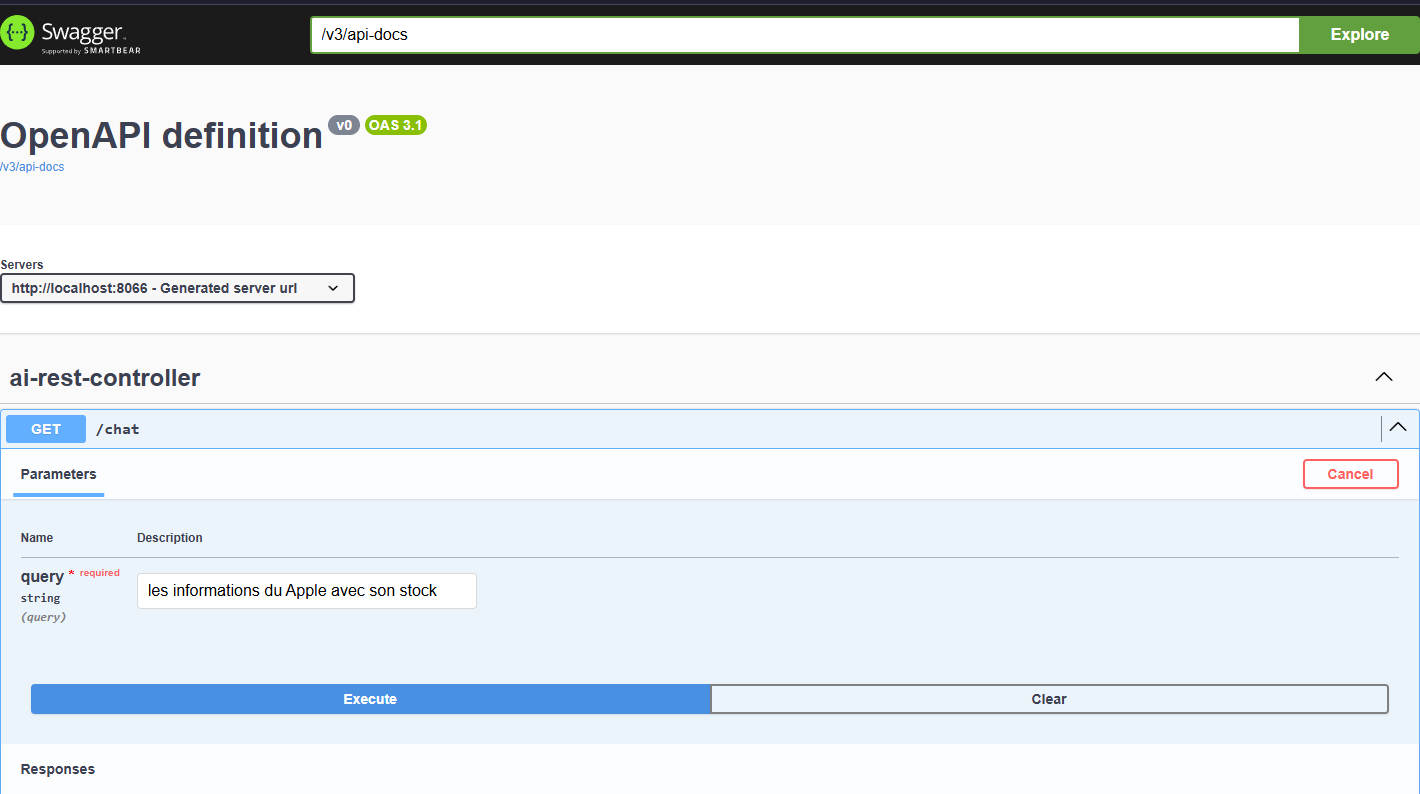 {···} Swagger.
Supported by SMARTBEAR
/v3/api-docs
Explore
OpenAPI definition v0 OAS 3.1
/v3/api-docs
Servers
http://localhost:8066 - Generated server url
ai-rest-controller
GET /chat
Parameters
Cancel
Name Description
query * required
string
(query)
les informations du Apple avec son stock
Execute
Clear
Responses